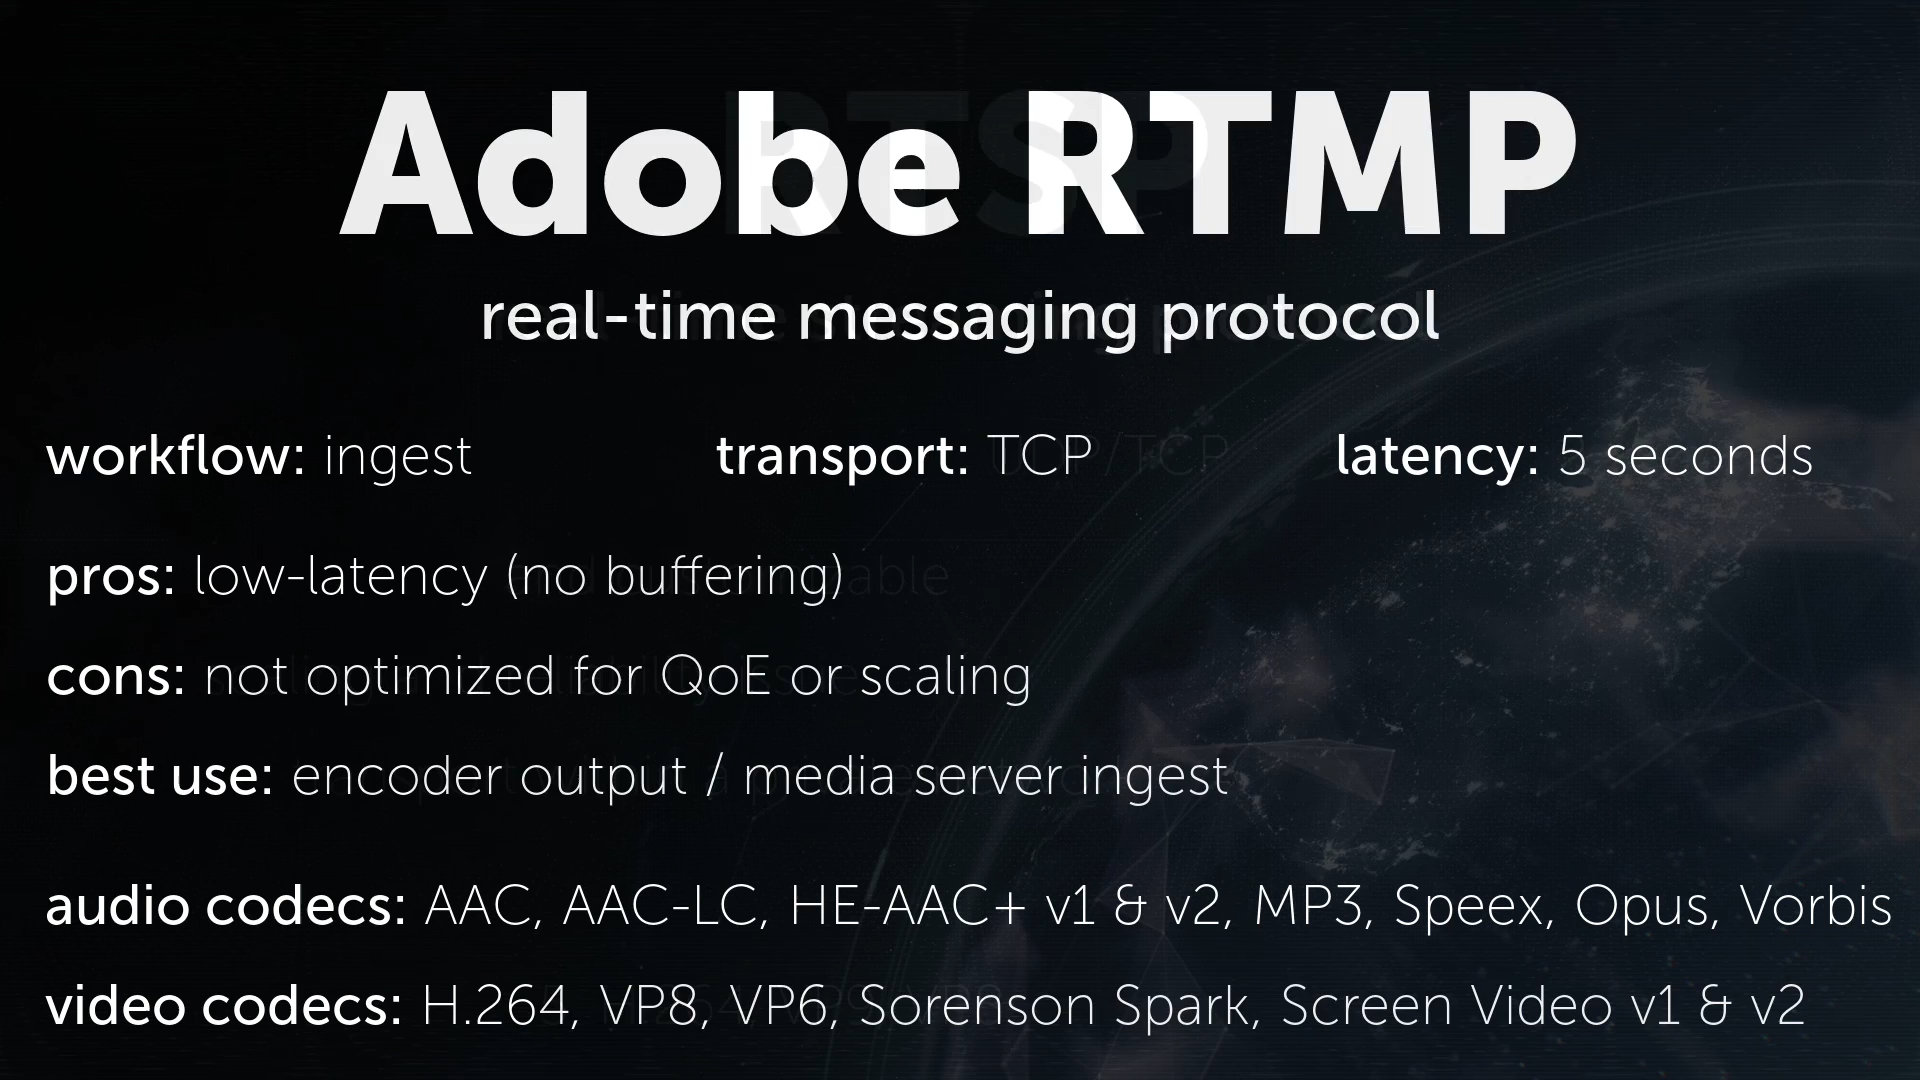 Adobe RTMP
real-time messaging protocol
workflow: ingest transport: TCP latency: 5 seconds
pros: low-latency (no buffering)
cons: not optimized for QoE or scaling
best use: encoder output / media server ingest
audio codecs: AAC, AAC-LC, HE-AAC+ v1 & v2, MP3, Speex, Opus, Vorbis
video codecs: H.264, VP8, VP6, Sorenson Spark, Screen Video v1 & v2